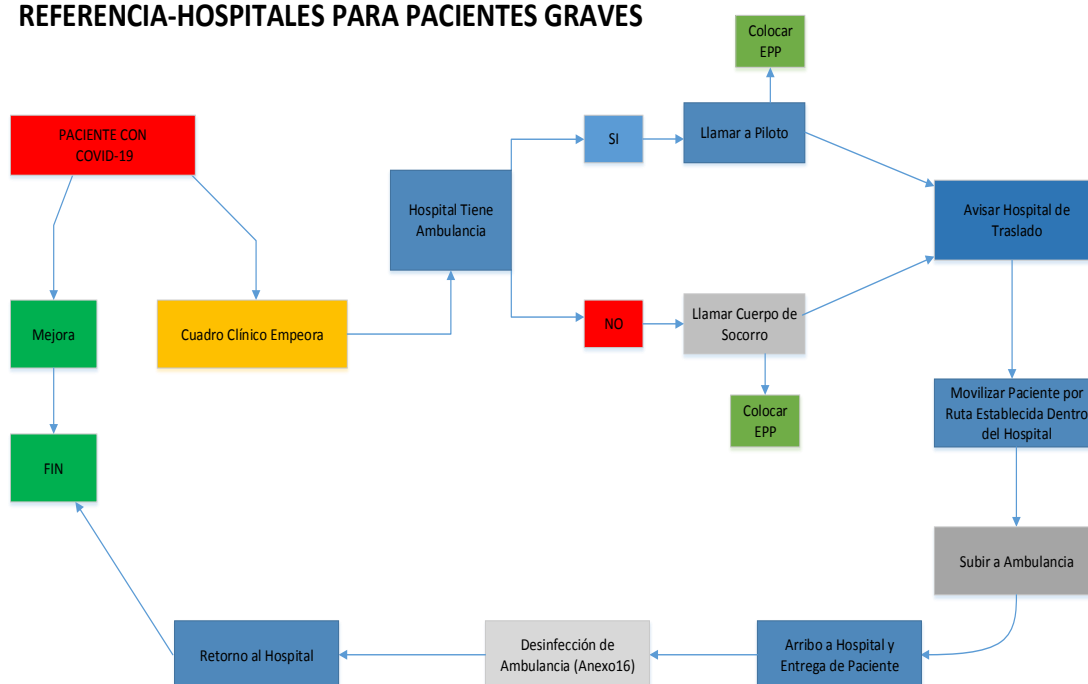 REFERENCIA-HOSPITALES PARA PACIENTES GRAVES
PACIENTE CON
COVID-19
Mejora
FIN
Cuadro Clínico Empeora
Hospital Tiene
Ambulancia
SI
Llamar a Piloto
Colocar
EPP
NO
Llamar Cuerpo de
Socorro
Colocar
EPP
Avisar Hospital de
Traslado
Movilizar Paciente por
Ruta Establecida Dentro
del Hospital
Subir a Ambulancia
Arribo a Hospital y
Entrega de Paciente
Desinfección de
Ambulancia (Anexo16)
Retorno al Hospital